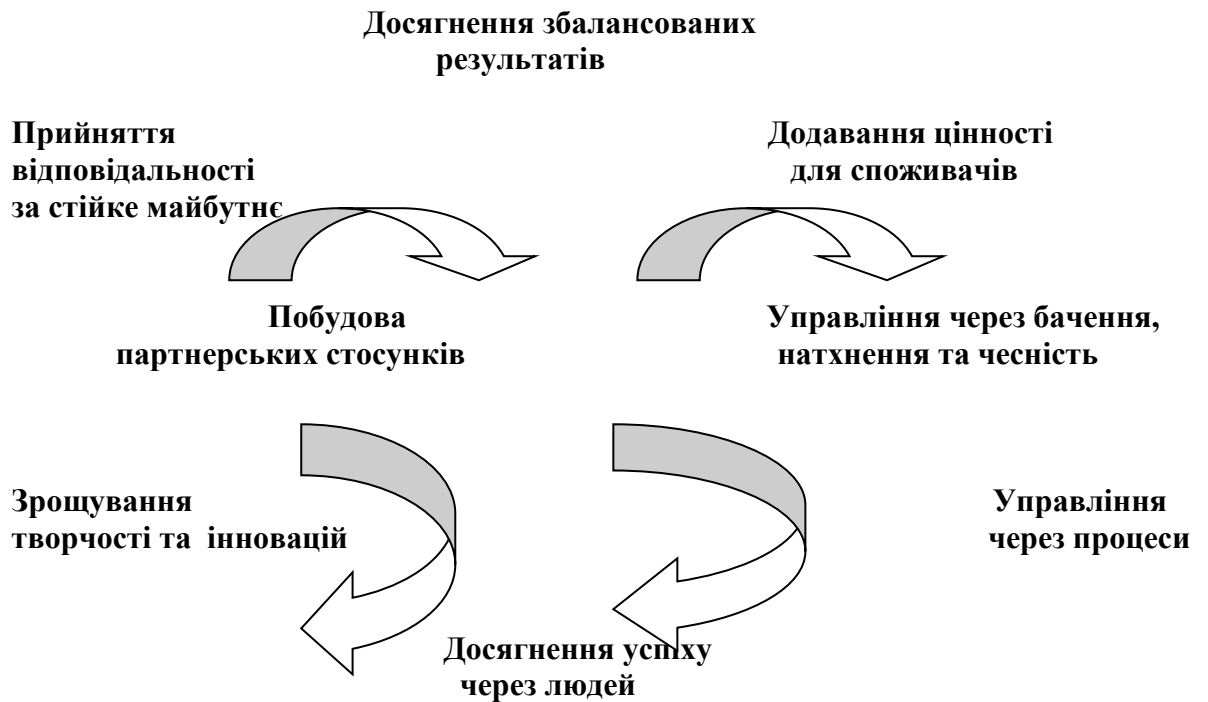 Досягнення збалансованих
результатів
Прийняття
відповідальності
за стійке майбутнє
Додавання цінності
для споживачів
Побудова
партнерських стосунків
Управління через бачення,
натхнення та чесність
Зрощування
творчості та інновацій
Управління
через процеси
Досягнення успіху
через людей